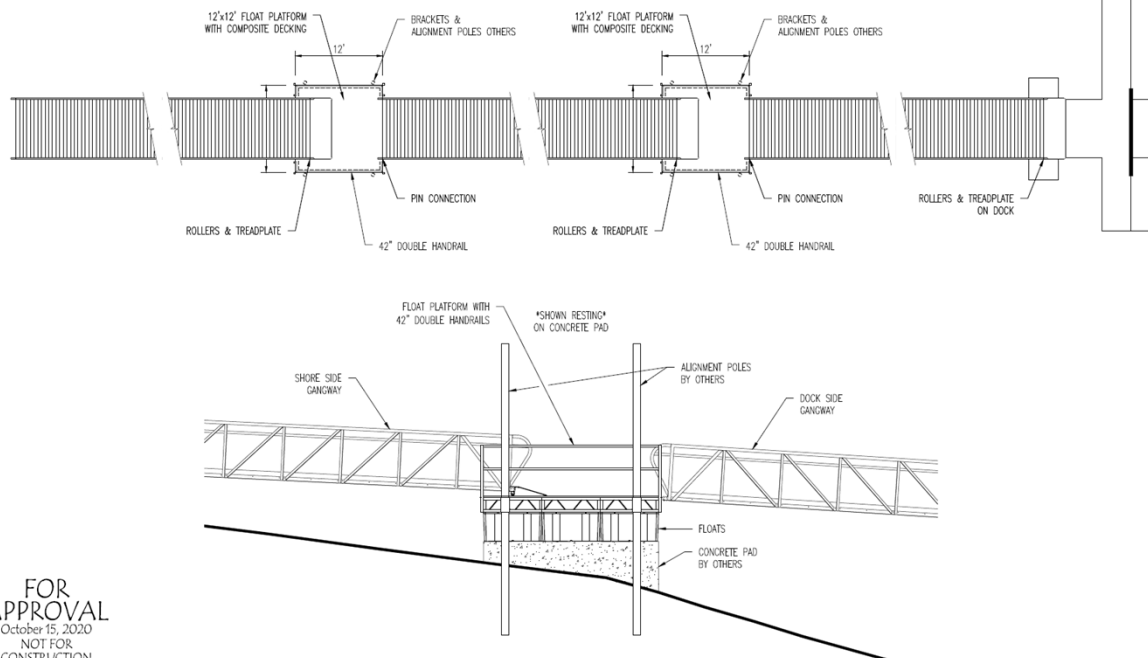 12'x12' FLOAT PLATFORM
WITH COMPOSITE DECKING
BRACKETS &
ALIGNMENT POLES OTHERS
12'
12'x12' FLOAT PLATFORM
WITH COMPOSITE DECKING
BRACKETS &
ALIGNMENT POLES OTHERS
12'
PIN CONNECTION
ROLLERS & TREADPLATE
42" DOUBLE HANDRAIL
PIN CONNECTION
ROLLERS & TREADPLATE
42" DOUBLE HANDRAIL
ROLLERS & TREADPLATE
ON DOCK
FLOAT PLATFORM WITH
42" DOUBLE HANDRAILS
*SHOWN RESTING*
ON CONCRETE PAD
ALIGNMENT POLES
BY OTHERS
SHORE SIDE
GANGWAY
DOCK SIDE
GANGWAY
FLOATS
CONCRETE PAD
BY OTHERS
FOR
APPROVAL
October 15, 2020
NOT FOR
CONSTRUCTION